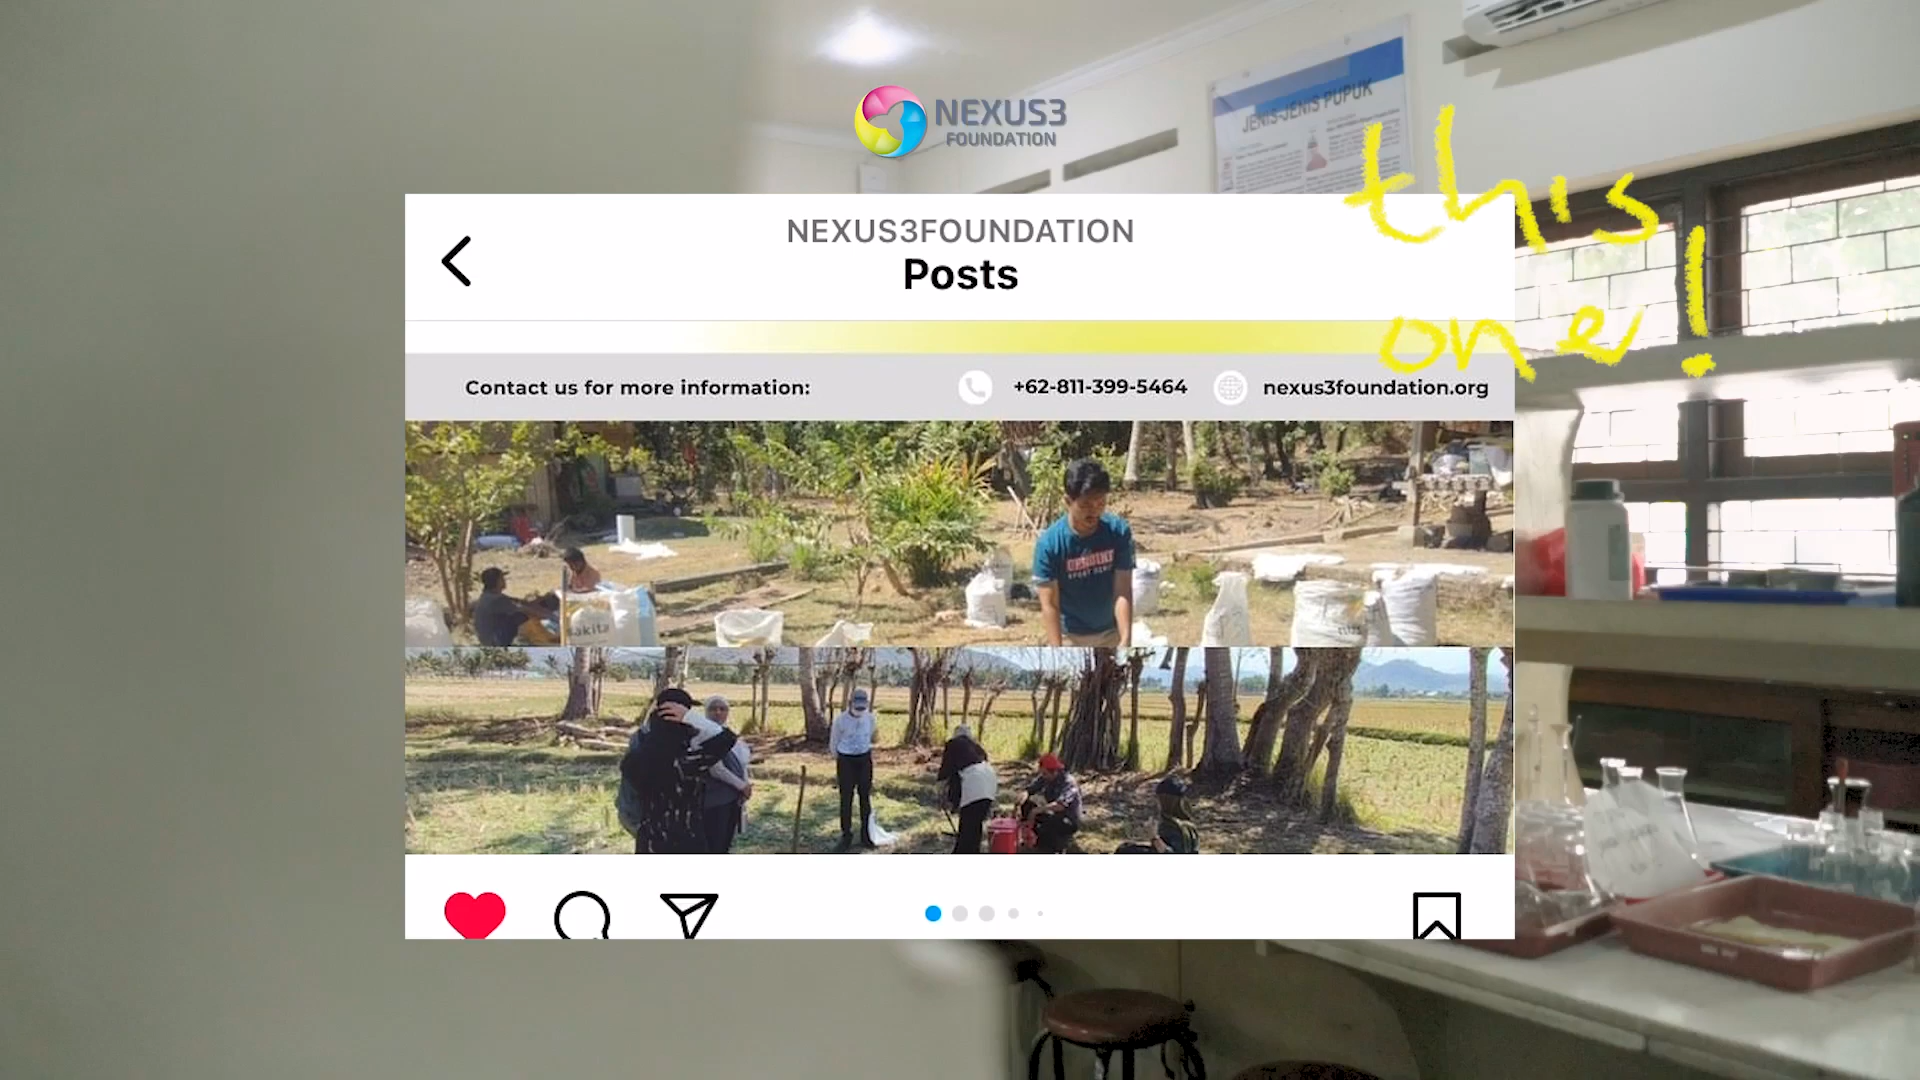 NEXUS3
FOUNDATION
JENIS-JENIS PUPUK
this
one!
NEXUS3FOUNDATION
Posts
Contact us for more information:
+62-811-399-5464
nexus3foundation.org
SPORT